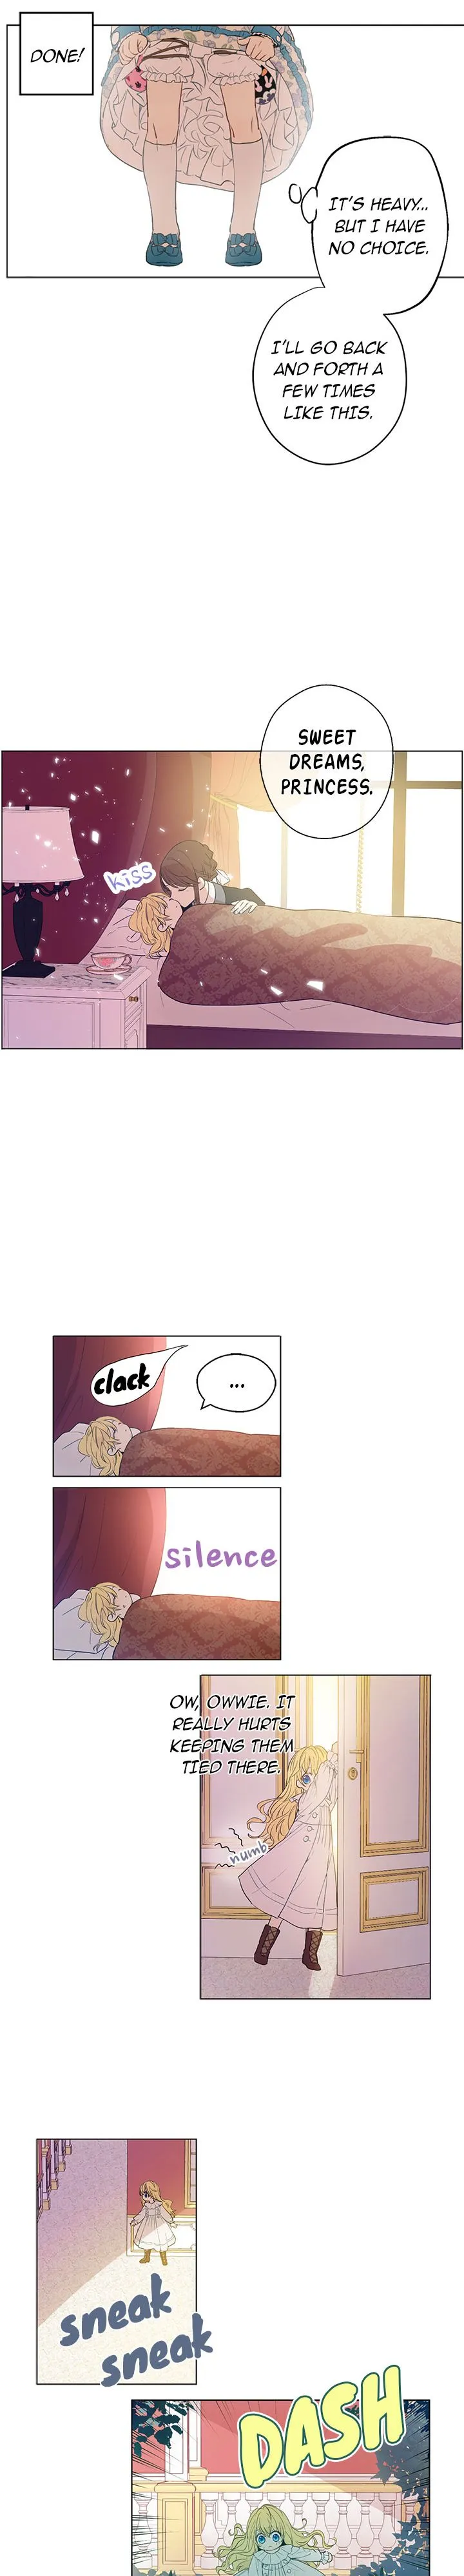 DONE!
IT'S HEAVY...
BUT I HAVE
NO CHOICE.
I'LL GO BACK
AND FORTH A
FEW TIMES
LIKE THIS.
SWEET
DREAMS,
PRINCESS.
kiss
clack
...
silence
OW, OWWIE. IT
REALLY HURTS
KEEPING THEM
TIED THERE.
numb
sneak
sneak
DASH